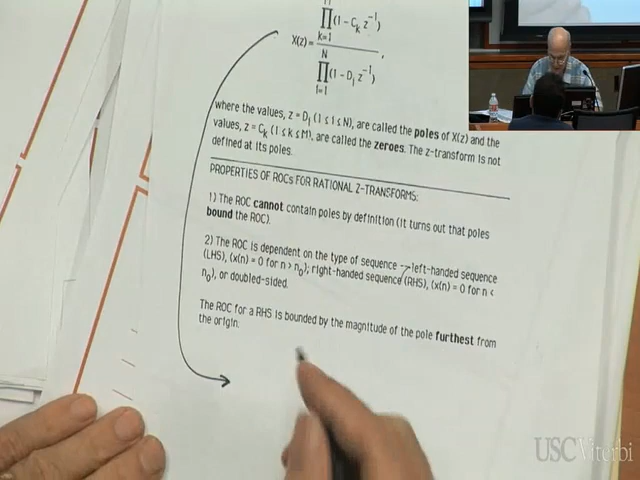 ∏(1 - C_k z^-1)
k=1
X(z)= ,
N
∏(1 - D_l z^-1)
l=1
where the values, z = D_l (1 ≤ l ≤ N), are called the poles of X(z) and the
values, z = C_k (1 ≤ k ≤ M), are called the zeroes. The z-transform is not
defined at its poles.
PROPERTIES OF ROCs FOR RATIONAL Z-TRANSFORMS:
1) The ROC cannot contain poles by definition (it turns out that poles
bound the ROC).
2) The ROC is dependent on the type of sequence --> left-handed sequence
(LHS), (x(n) = 0 for n > n₀); right-handed sequence (RHS), (x(n) = 0 for n <
n₀), or doubled-sided.
The ROC for a RHS is bounded by the magnitude of the pole furthest from
the origin.
USC Viterbi